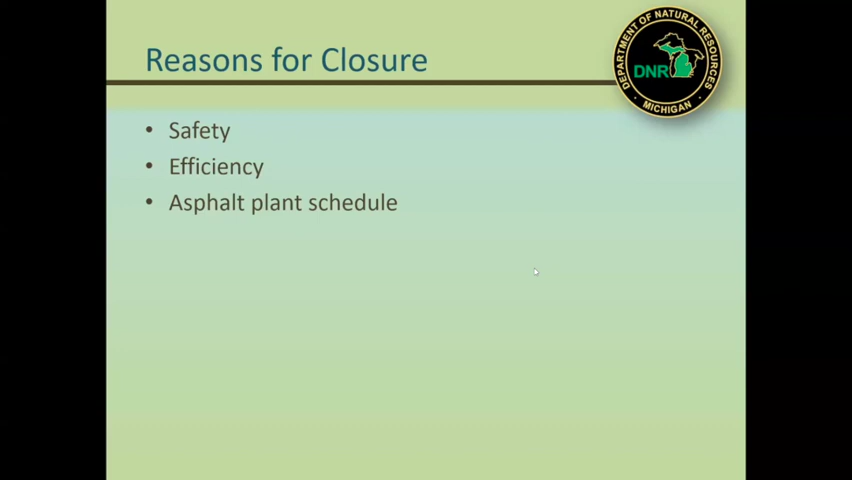 Reasons for Closure
DEPARTMENT OF NATURAL RESOURCES
DNR
• MICHIGAN •
• Safety
• Efficiency
• Asphalt plant schedule